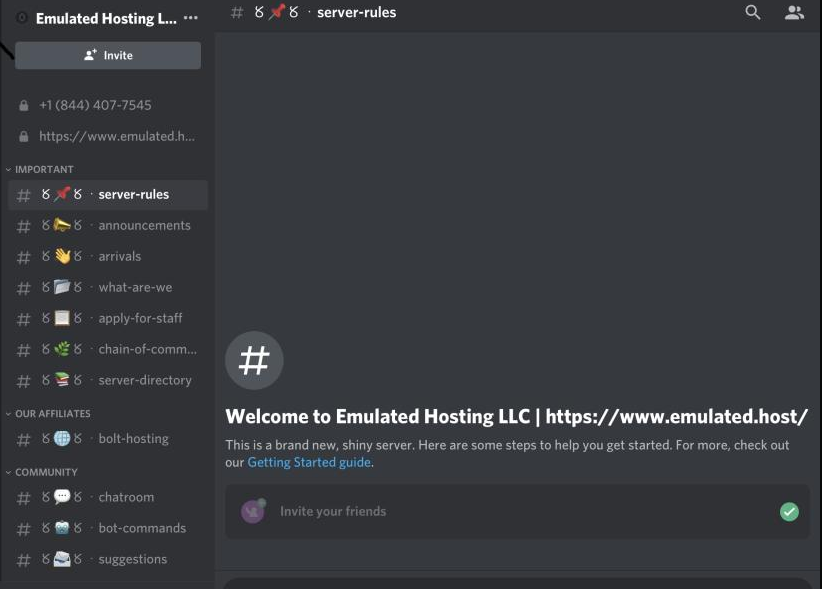 Emulated Hosting L...
Invite
+1 (844) 407-7545
https://www.emulated.h...
IMPORTANT
# 📌 · server-rules
# 📣 · announcements
# 👋 · arrivals
# 📁 · what-are-we
# 📋 · apply-for-staff
# 🌿 · chain-of-comm...
# 📚 · server-directory
OUR AFFILIATES
# 🌐 · bolt-hosting
COMMUNITY
# 💬 · chatroom
# 🤖 · bot-commands
# 📨 · suggestions
# 📌 · server-rules
#
Welcome to Emulated Hosting LLC | https://www.emulated.host/
This is a brand new, shiny server. Here are some steps to help you get started. For more, check out
our Getting Started guide.
Invite your friends